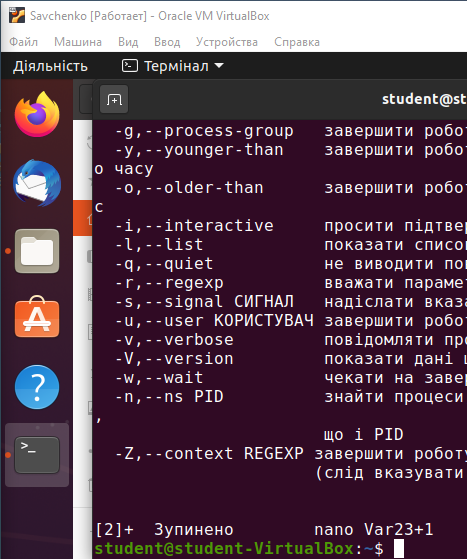 Savchenko [Работает] - Oracle VM VirtualBox
Файл Машина Вид Ввод Устройства Справка
Діяльність Термінал
student@st
-g,--process-group завершити робот
-y,--younger-than завершити робот
о часу
-o,--older-than завершити робот
с
-i,--interactive просити підтвер
-l,--list показати списо
-q,--quiet не виводити пов
-r,--regexp вважати параме
-s,--signal СИГНАЛ надіслати вказа
-u,--user КОРИСТУВАЧ завершити робот
-v,--verbose повідомляти про
-V,--version показати дані щ
-w,--wait чекати на завер
-n,--ns PID знайти процеси
,
що і PID
-Z,--context REGEXP завершити роботу
(слід вказувати
[2]+ Зупинено nano Var23+1
student@student-VirtualBox:~$